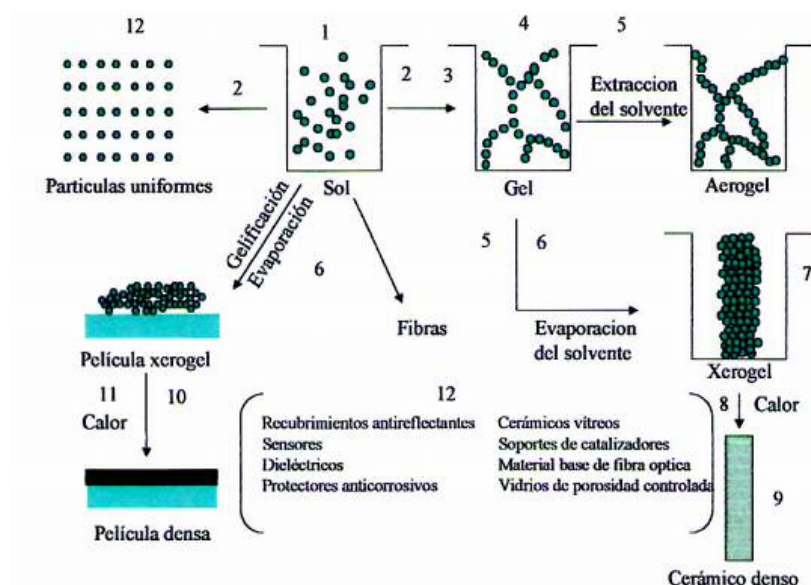 12
1
4
5
2
2
3
Extraccion
del solvente
Particulas uniformes
Sol
Gel
Aerogel
Gelificación
Evaporación
6
5
6
7
Fibras
Evaporacion
del solvente
Película xerogel
Xerogel
11
10
Calor
12
8
Calor
Recubrimientos antireflectantes
Sensores
Dieléctricos
Protectores anticorrosivos
Cerámicos vítreos
Soportes de catalizadores
Material base de fibra optica
Vidrios de porosidad controlada
9
Película densa
Cerámico denso